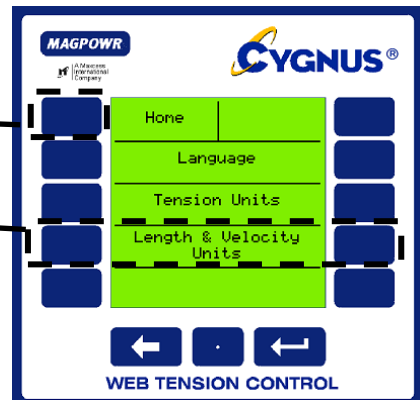 MAGPOWR
A Maxcess
International
Company
CYGNUS®
Home
Language
Tension Units
Length & Velocity
Units
WEB TENSION CONTROL